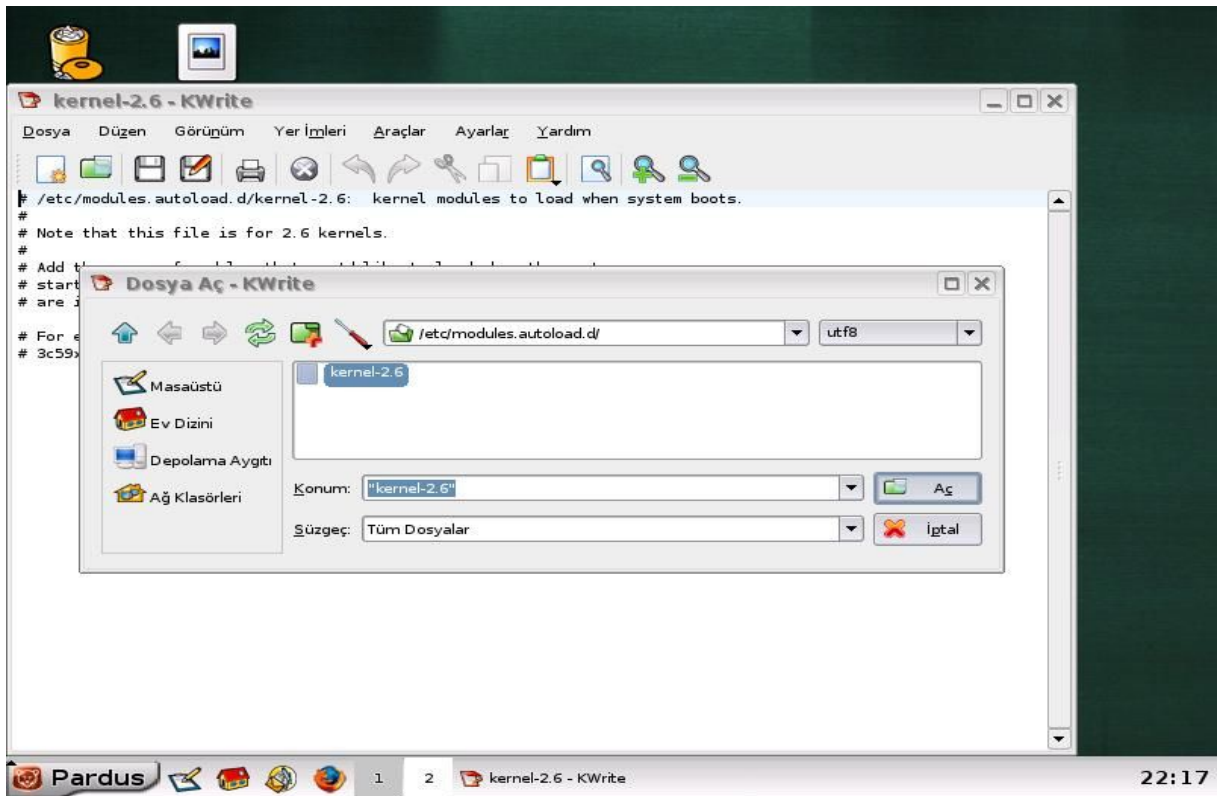 kernel-2.6 - KWrite
Dosya Düzen Görünüm Yer İmleri Araçlar Ayarlar Yardım
# /etc/modules.autoload.d/kernel-2.6: kernel modules to load when system boots.
#
# Note that this file is for 2.6 kernels.
#
# Add
# start
# are
# For
# 3c59x
Dosya Aç - KWrite
/etc/modules.autoload.d/
utf8
Masaüstü
Ev Dizini
Depolama Aygıtı
Ağ Klasörleri
kernel-2.6
Konum: "kernel-2.6"
Aç
Süzgeç: Tüm Dosyalar
İptal
Pardus 1 2 kernel-2.6 - KWrite 22:17